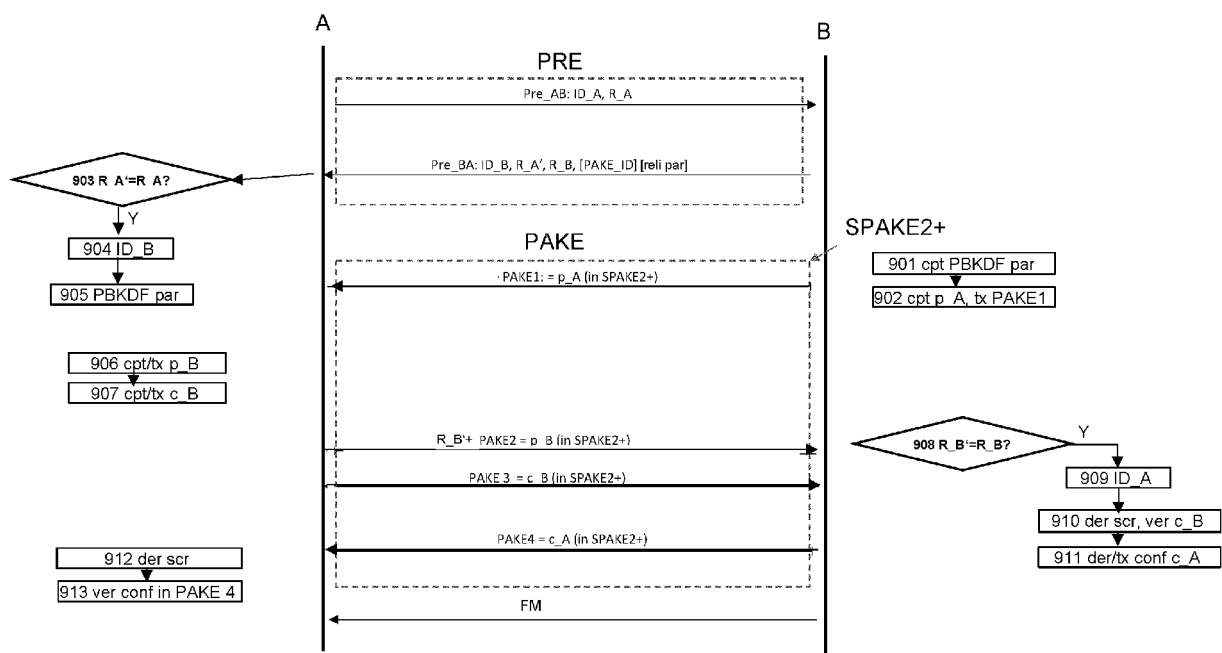 A
B
PRE
Pre_AB: ID_A, R_A
Pre_BA: ID_B, R_A', R_B, [PAKE_ID] [reli par]
903 R_A'=R_A?
Y
904 ID_B
905 PBKDF par
PAKE
SPAKE2+
901 cpt PBKDF par
902 cpt p_A, tx PAKE1
PAKE1: = p_A (in SPAKE2+)
906 cpt/tx p_B
907 cpt/tx c_B
R_B'+ PAKE2 = p_B (in SPAKE2+)
908 R_B'=R_B?
Y
909 ID_A
PAKE 3 = c_B (in SPAKE2+)
910 der scr, ver c_B
PAKE4 = c_A (in SPAKE2+)
911 der/tx conf c_A
912 der scr
913 ver conf in PAKE 4
FM